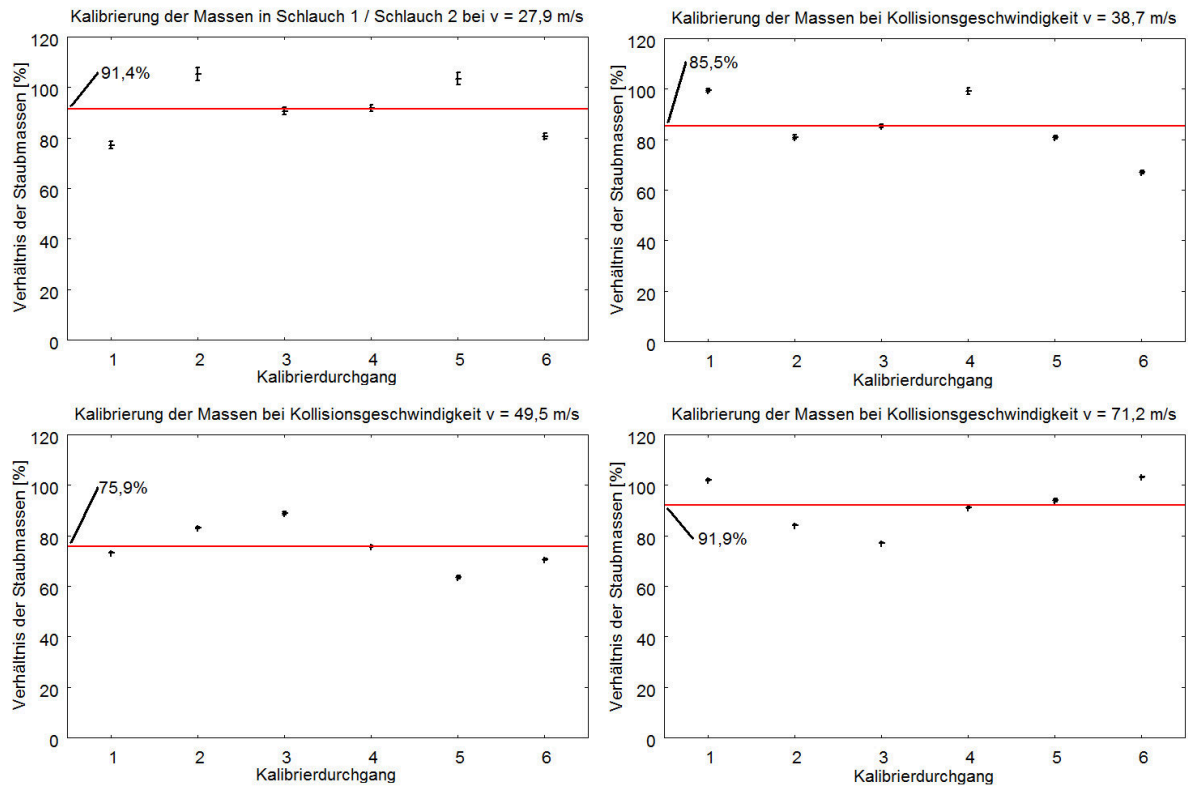 Kalibrierung der Massen in Schlauch 1 / Schlauch 2 bei v = 27,9 m/s
Verhältnis der Staubmassen [%]
120
100
80
60
40
20
0
91,4%
1 2 3 4 5 6
Kalibrierdurchgang
Kalibrierung der Massen bei Kollisionsgeschwindigkeit v = 38,7 m/s
Verhältnis der Staubmassen [%]
120
100
80
60
40
20
0
85,5%
1 2 3 4 5 6
Kalibrierdurchgang
Kalibrierung der Massen bei Kollisionsgeschwindigkeit v = 49,5 m/s
Verhältnis der Staubmassen [%]
120
100
80
60
40
20
0
75,9%
1 2 3 4 5 6
Kalibrierdurchgang
Kalibrierung der Massen bei Kollisionsgeschwindigkeit v = 71,2 m/s
Verhältnis der Staubmassen [%]
120
100
80
60
40
20
0
91,9%
1 2 3 4 5 6
Kalibrierdurchgang